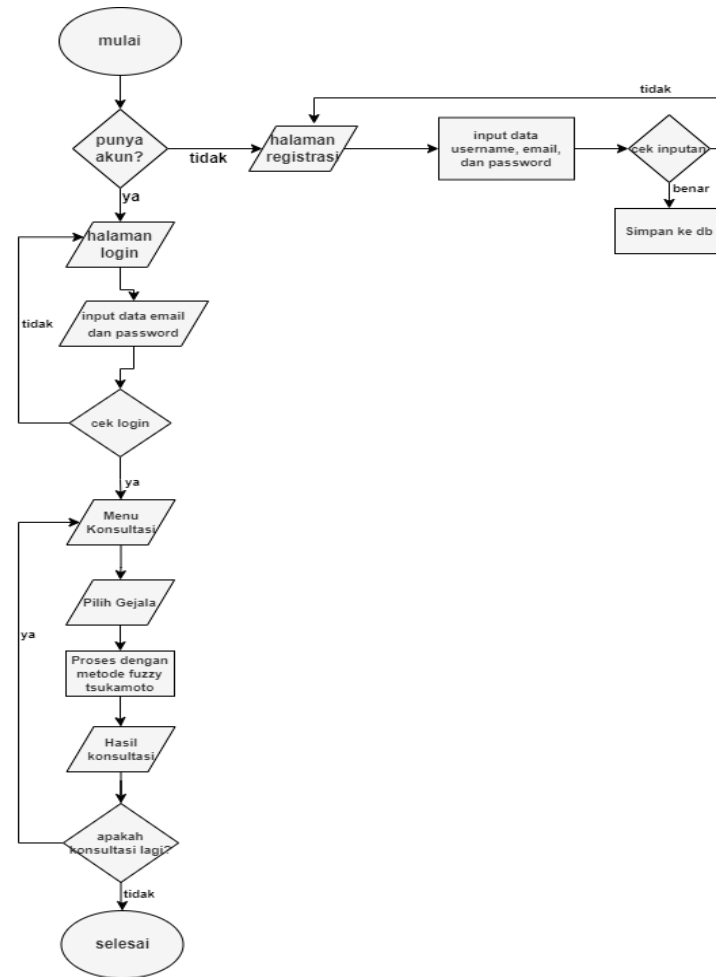 mulai
punya
akun?
tidak
halaman
registrasi
input data
username, email,
dan password
cek inputan
tidak
benar
Simpan ke db
ya
halaman
login
tidak
input data email
dan password
cek login
ya
Menu
Konsultasi
Pilih Gejala
ya
Proses dengan
metode fuzzy
tsukamoto
Hasil
konsultasi
apakah
konsultasi lagi?
tidak
selesai